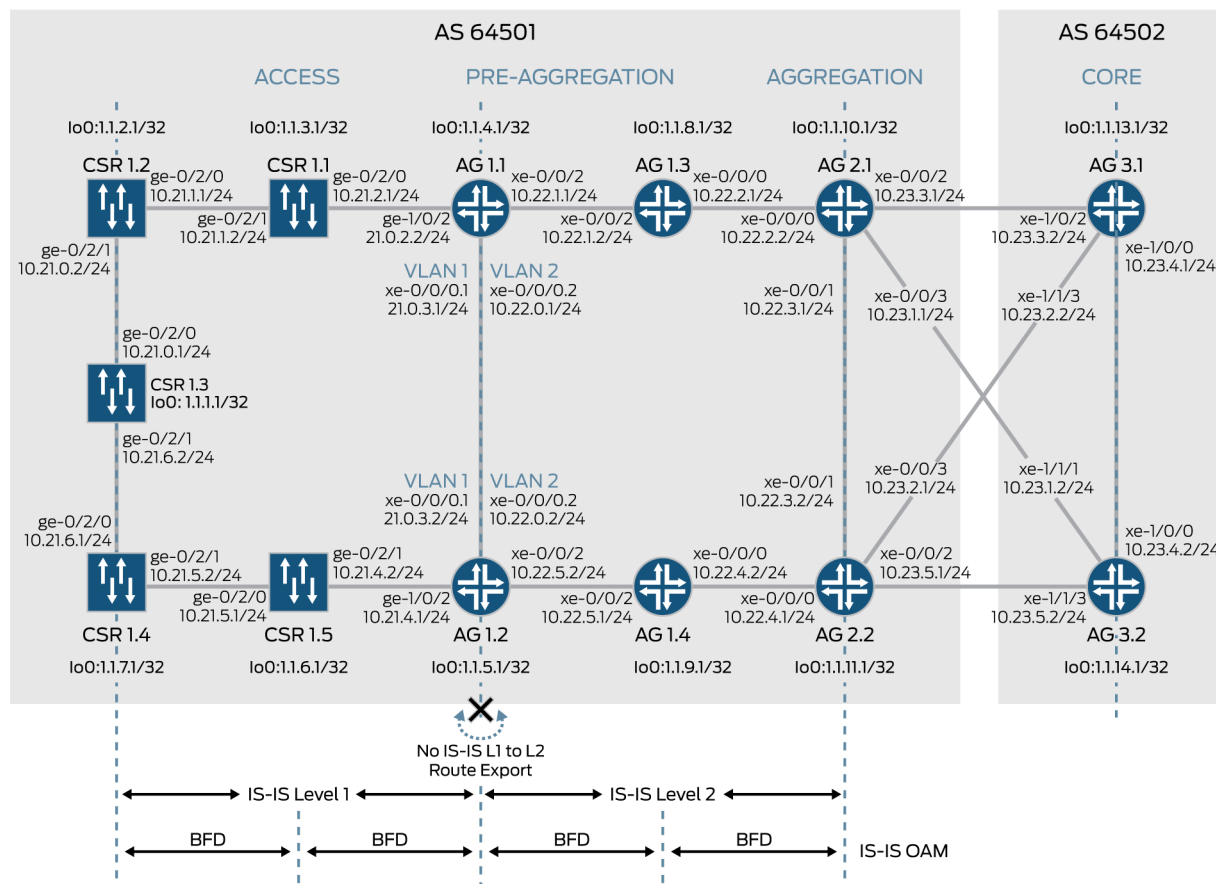 AS 64501
AS 64502
ACCESS
PRE-AGGREGATION
AGGREGATION
CORE
lo0:1.1.2.1/32
lo0:1.1.3.1/32
lo0:1.1.4.1/32
lo0:1.1.8.1/32
lo0:1.1.10.1/32
lo0:1.1.13.1/32
CSR 1.2
CSR 1.1
AG 1.1
AG 1.3
AG 2.1
AG 3.1
ge-0/2/0
10.21.1.1/24
ge-0/2/1
10.21.1.2/24
ge-0/2/0
10.21.2.1/24
ge-1/0/2
21.0.2.2/24
xe-0/0/2
10.22.1.1/24
xe-0/0/2
10.22.1.2/24
xe-0/0/0
10.22.2.1/24
xe-0/0/0
10.22.2.2/24
xe-0/0/2
10.23.3.1/24
xe-1/0/2
10.23.3.2/24
xe-1/0/0
10.23.4.1/24
ge-0/2/1
10.21.0.2/24
VLAN 1
xe-0/0/0.1
21.0.3.1/24
VLAN 2
xe-0/0/0.2
10.22.0.1/24
xe-0/0/1
10.22.3.1/24
xe-0/0/3
10.23.1.1/24
xe-1/1/3
10.23.2.2/24
ge-0/2/0
10.21.0.1/24
CSR 1.3
lo0: 1.1.1.1/32
ge-0/2/1
10.21.6.2/24
VLAN 1
xe-0/0/0.1
21.0.3.2/24
VLAN 2
xe-0/0/0.2
10.22.0.2/24
xe-0/0/1
10.22.3.2/24
xe-0/0/3
10.23.2.1/24
xe-1/1/1
10.23.1.2/24
ge-0/2/0
10.21.6.1/24
xe-1/0/0
10.23.4.2/24
ge-0/2/1
10.21.5.2/24
ge-0/2/0
10.21.5.1/24
ge-0/2/1
10.21.4.2/24
ge-1/0/2
10.21.4.1/24
xe-0/0/2
10.22.5.2/24
xe-0/0/2
10.22.5.1/24
xe-0/0/0
10.22.4.2/24
xe-0/0/0
10.22.4.1/24
xe-0/0/2
10.23.5.1/24
xe-1/1/3
10.23.5.2/24
CSR 1.4
CSR 1.5
AG 1.2
AG 1.4
AG 2.2
AG 3.2
lo0:1.1.7.1/32
lo0:1.1.6.1/32
lo0:1.1.5.1/32
lo0:1.1.9.1/32
lo0:1.1.11.1/32
lo0:1.1.14.1/32
No IS-IS L1 to L2
Route Export
IS-IS Level 1
IS-IS Level 2
BFD
BFD
BFD
BFD
IS-IS OAM